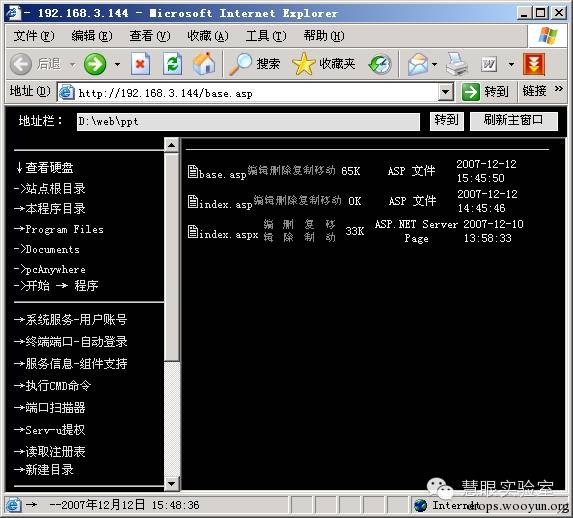 - 192.168.3.144 - Microsoft Internet Explorer
文件(F) 编辑(E) 查看(V) 收藏(A) 工具(T) 帮助(H)
后退 搜索 收藏夹
地址(D) http://192.168.3.144/base.asp 转到 链接 »
地址栏： D:\web\ppt 转到 刷新主窗口
↓查看硬盘
->站点根目录
->本程序目录
→Program Files
->Documents
->pcAnywhere
->开始 → 程序
→系统服务-用户账号
→终端端口-自动登录
→服务信息-组件支持
→执行CMD命令
→端口扫描器
→Serv-u提权
→读取注册表
→新建目录
base.asp 编辑删除复制移动 65K ASP 文件 2007-12-12 15:45:50
index.asp 编辑删除复制移动 0K ASP 文件 2007-12-12 14:45:46
index.aspx 编辑 删除 复制 移动 33K ASP.NET Server Page 2007-12-10 13:58:33
慧眼实验室
→ --2007年12月12日 15:48:36 Internet
drops.wooyun.org